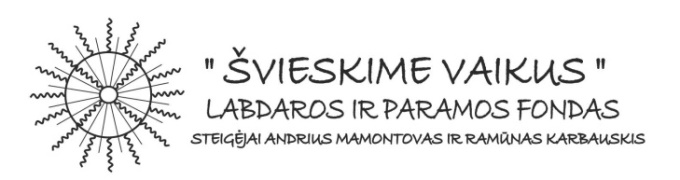 " ŠVIESKIME VAIKUS "
LABDAROS IR PARAMOS FONDAS
STEIGĖJAI ANDRIUS MAMONTOVAS IR RAMŪNAS KARBAUSKIS